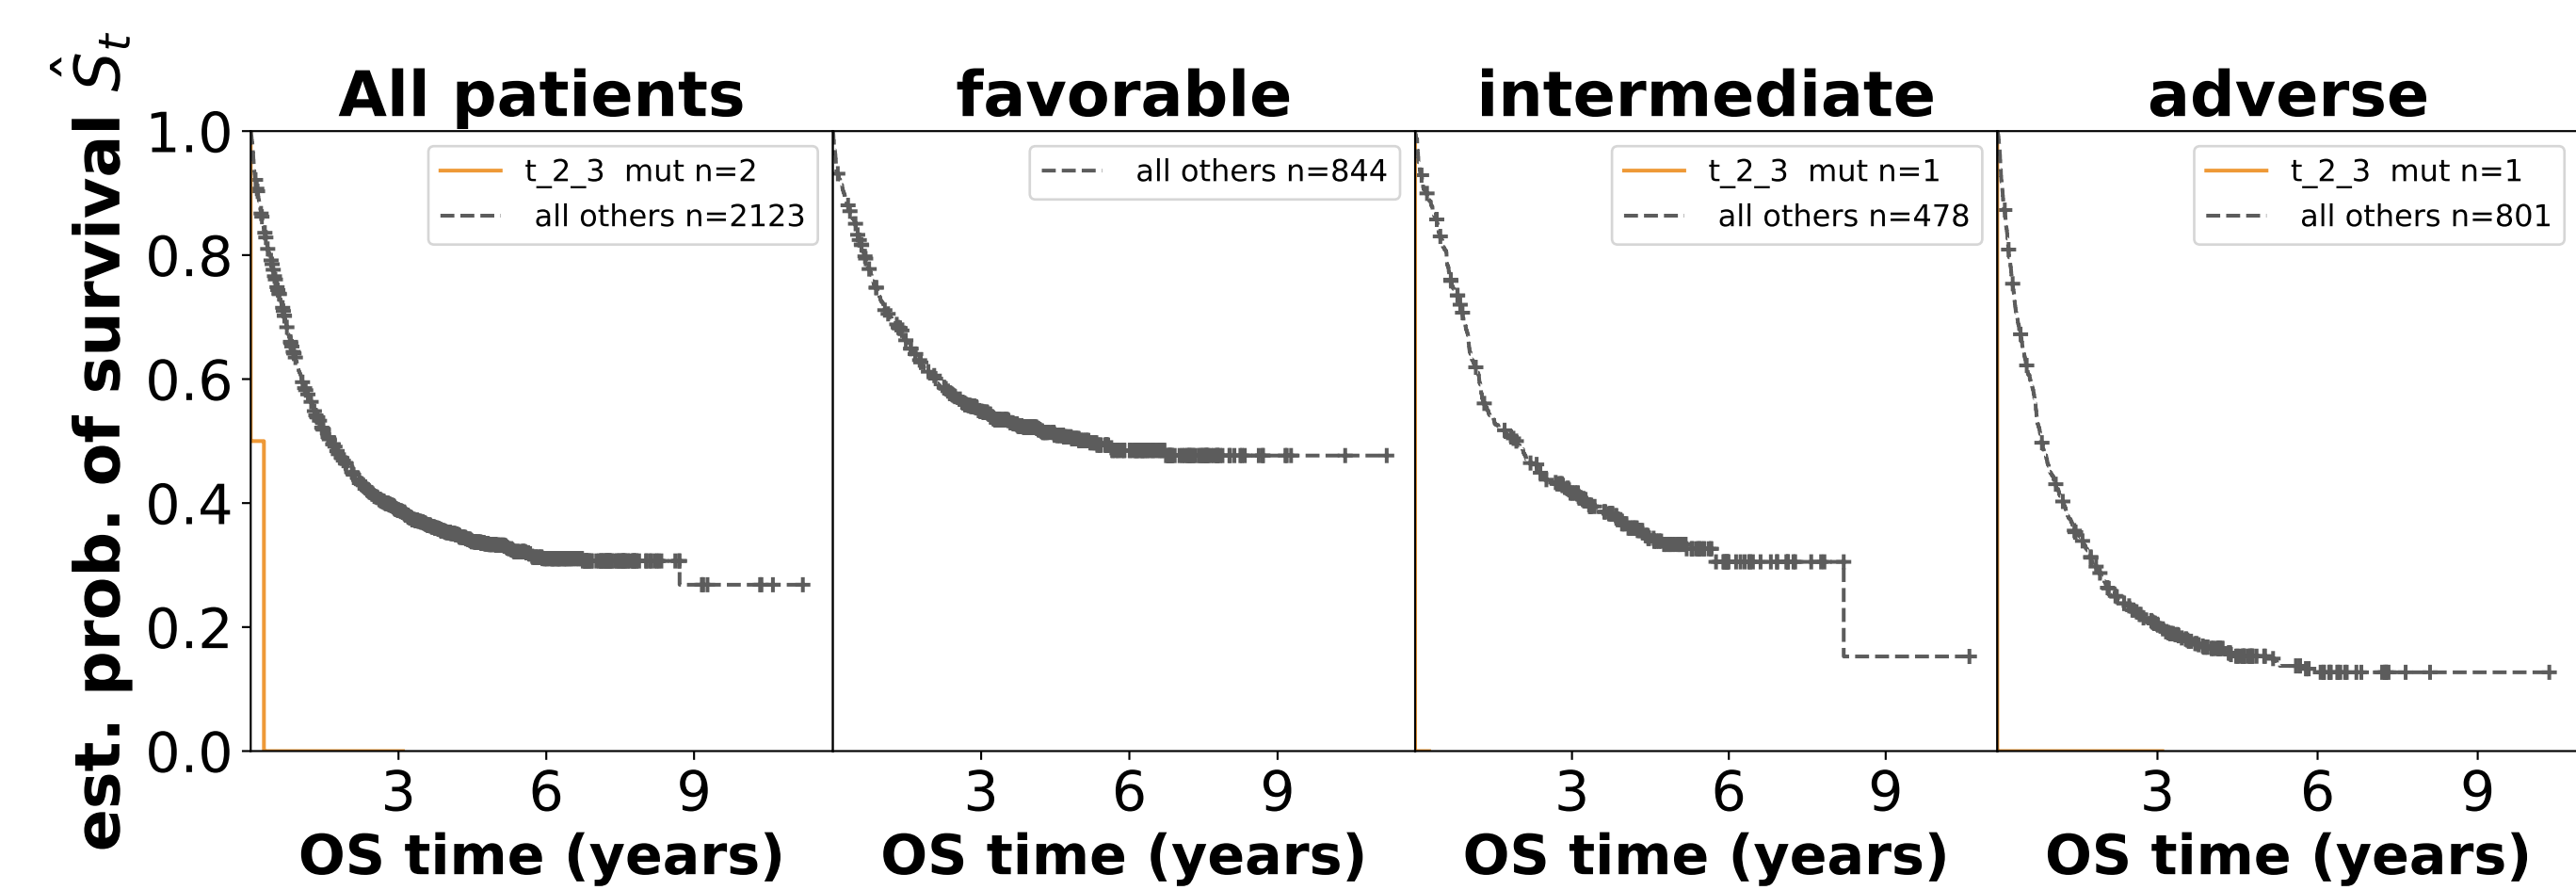 est. prob. of survival Ŝt
All patients
favorable
intermediate
adverse
1.0
0.8
0.6
0.4
0.2
0.0
t_2_3 mut n=2
all others n=2123
all others n=844
t_2_3 mut n=1
all others n=478
t_2_3 mut n=1
all others n=801
3 6 9
3 6 9
3 6 9
3 6 9
OS time (years)
OS time (years)
OS time (years)
OS time (years)